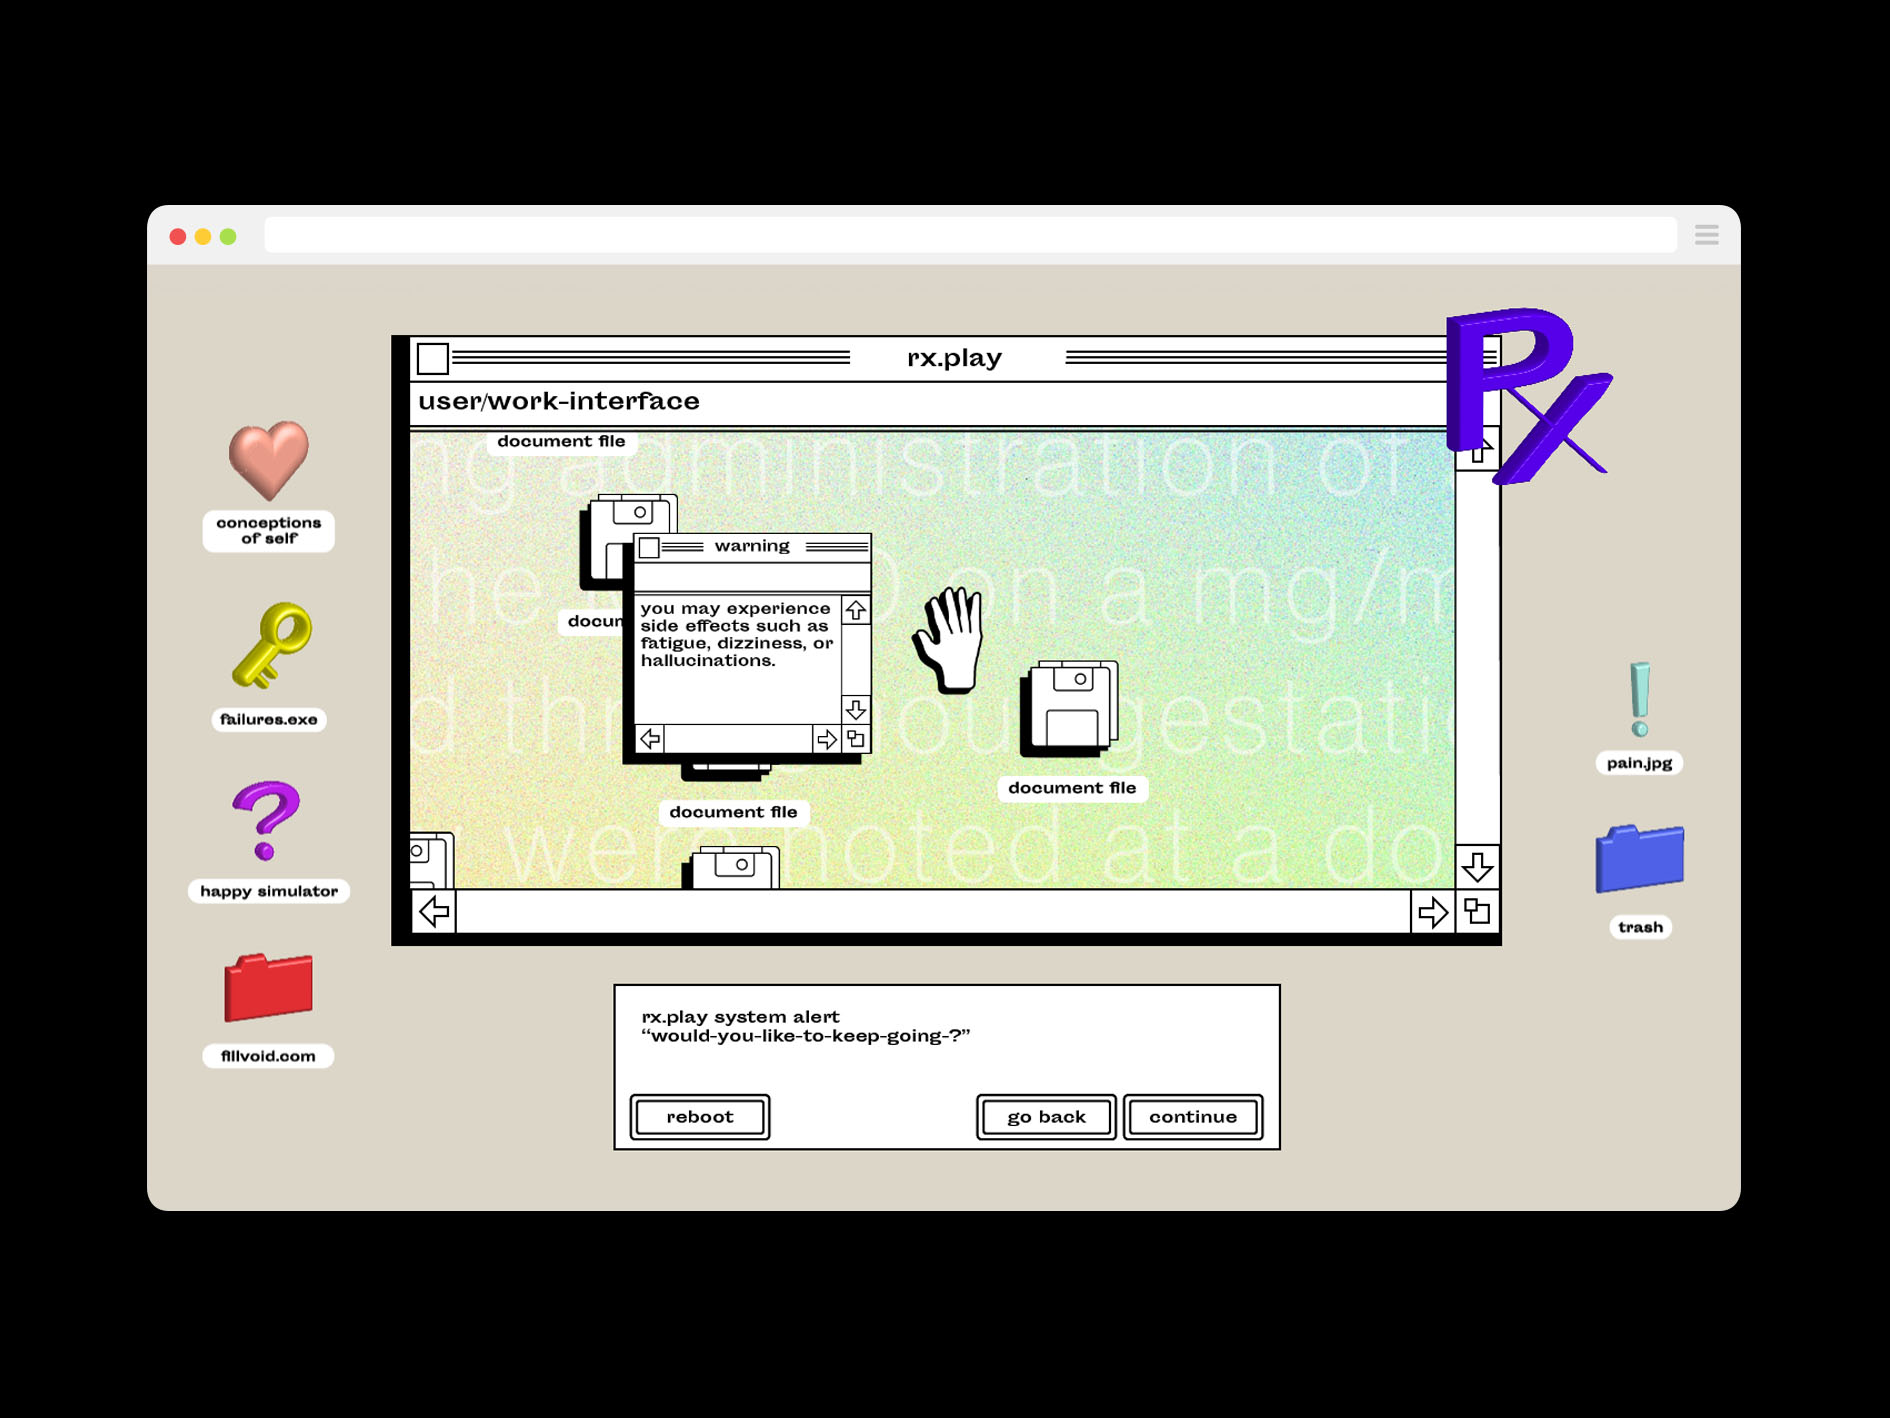 rx.play
Rx
user/work-interface
document file
ng administration of
he
on a mg/m
docum
warning
you may experience
side effects such as
fatigue, dizziness, or
hallucinations.
d thr
ou gestati
document file
document file
were noted at a do
conceptions
of self
failures.exe
happy simulator
fillvoid.com
pain.jpg
trash
rx.play system alert
“would-you-like-to-keep-going-?”
reboot
go back
continue